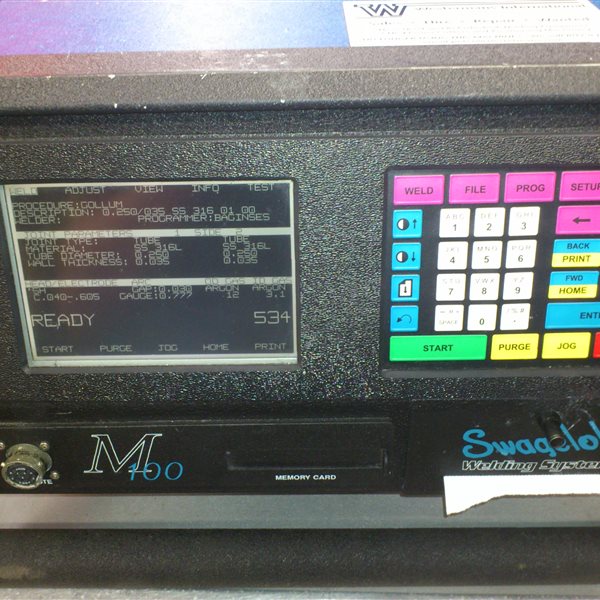 WELD ADJUST VIEW INFO TEST
PROCEDURE:GOLLUM
DESCRIPTION: 0.250/035 SS 316 01 00
WELDER: PROGRAMMER:BAGINSES
JOINT PARAMETERS 1 SIDE 2
JOINT TYPE: TUBE TUBE
MATERIAL: SS 316L SS 316L
TUBE DIAMETER: 0.250 0.250
WALL THICKNESS: 0.035 0.035
HEAD/ELECTRODE ARC OD GAS ID GAS
GAP:0.030 ARGON ARGON
C.040-.605 GAUGE:0.777 12 3.1
READY 534
START PURGE JOG HOME PRINT
WELD FILE PROG SETUP
ABC 1 DEF 2 GHI 3
JKL 4 MNO 5 PQR 6
BACK
PRINT
STU 7 VWX 8 YZ 9
FWD
HOME
SPACE 0
START PURGE JOG
M100
MEMORY CARD
Swagelok
Welding System